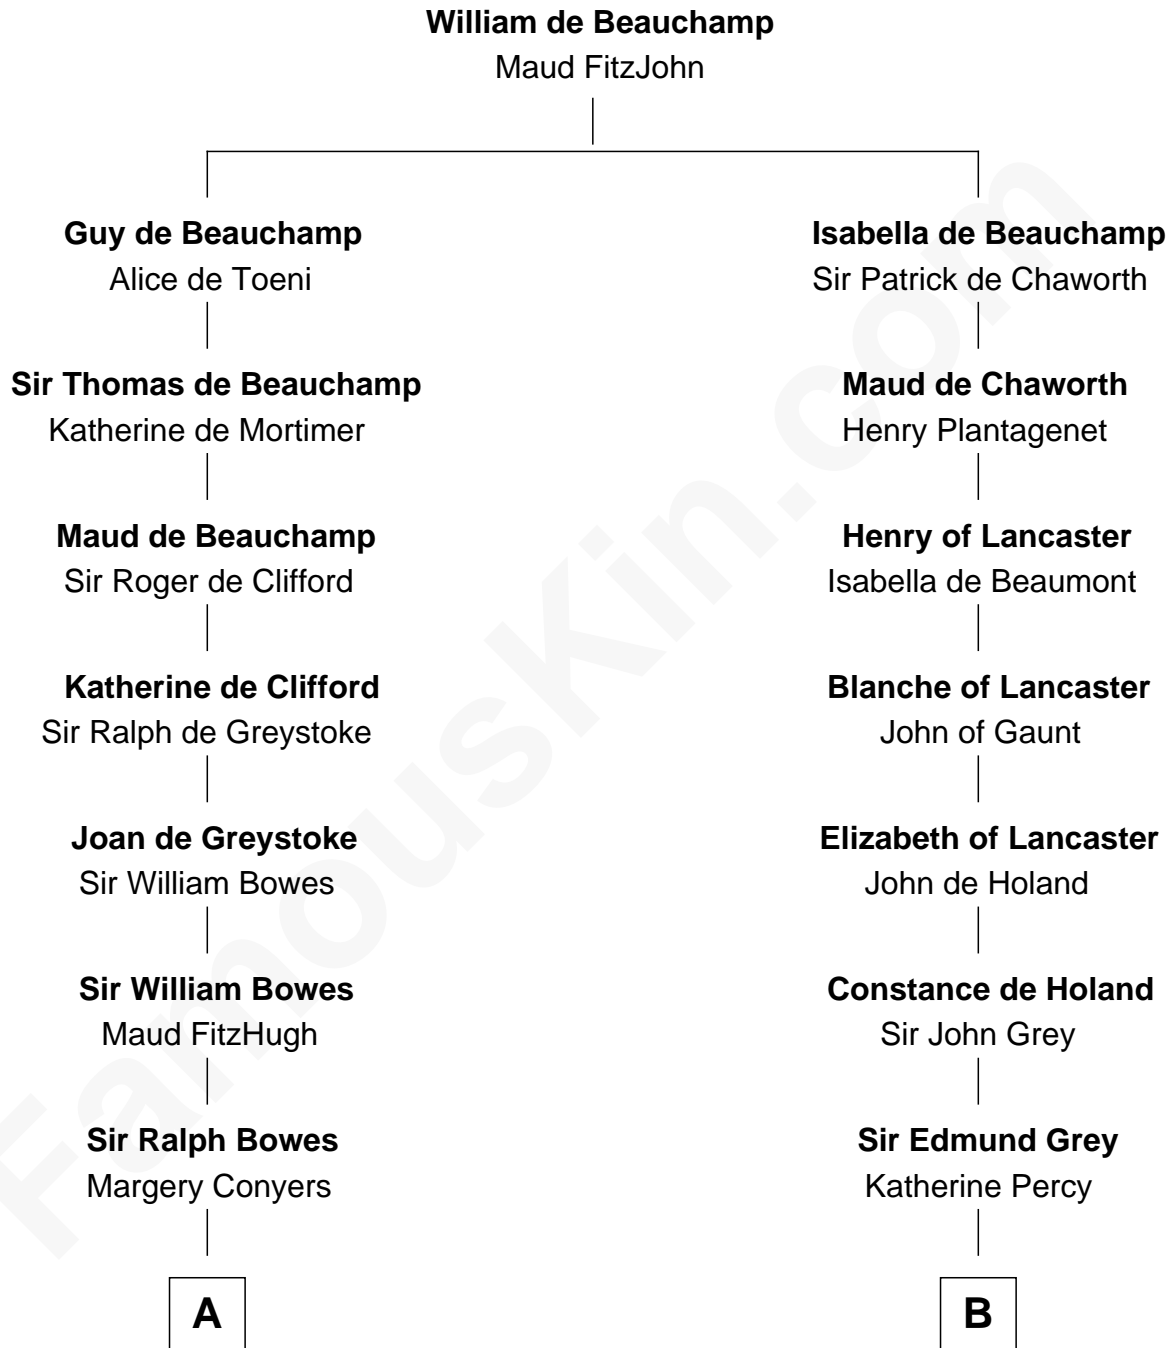 William de Beauchamp
Maud FitzJohn
Guy de Beauchamp
Alice de Toeni
Sir Thomas de Beauchamp
Katherine de Mortimer
Maud de Beauchamp
Sir Roger de Clifford
Katherine de Clifford
Sir Ralph de Greystoke
Joan de Greystoke
Sir William Bowes
Sir William Bowes
Maud FitzHugh
Sir Ralph Bowes
Margery Conyers
A
Isabella de Beauchamp
Sir Patrick de Chaworth
Maud de Chaworth
Henry Plantagenet
Henry of Lancaster
Isabella de Beaumont
Blanche of Lancaster
John of Gaunt
Elizabeth of Lancaster
John de Holand
Constance de Holand
Sir John Grey
Sir Edmund Grey
Katherine Percy
B
FamousKin.com